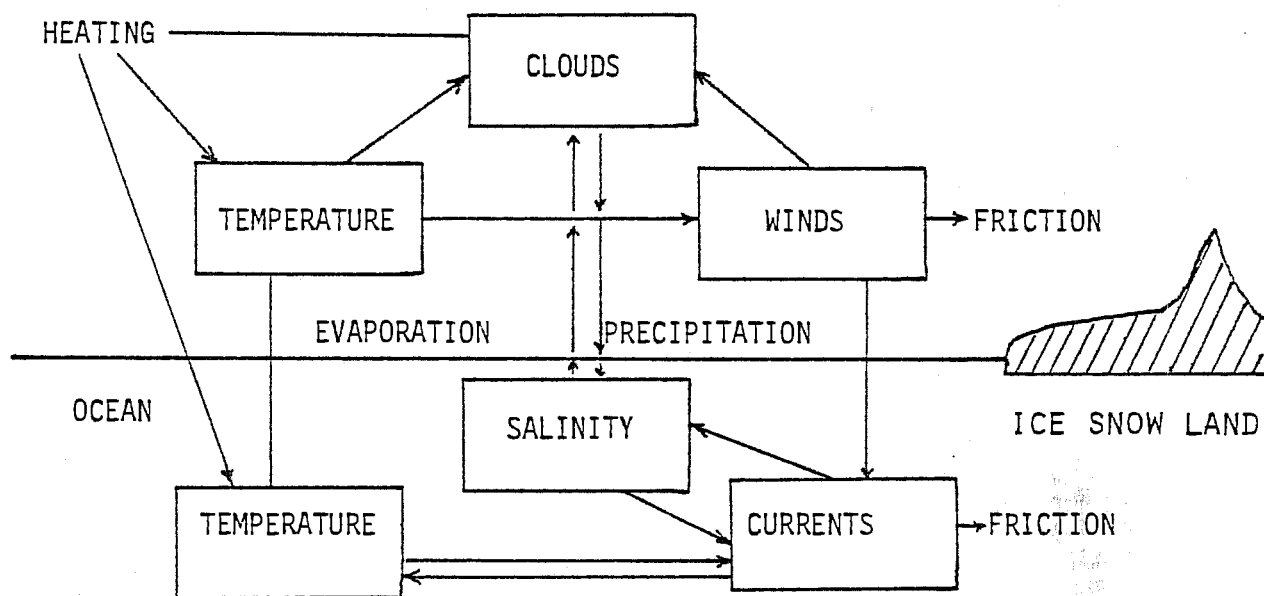 HEATING
CLOUDS
TEMPERATURE
WINDS
FRICTION
EVAPORATION
PRECIPITATION
OCEAN
SALINITY
ICE SNOW LAND
TEMPERATURE
CURRENTS
FRICTION